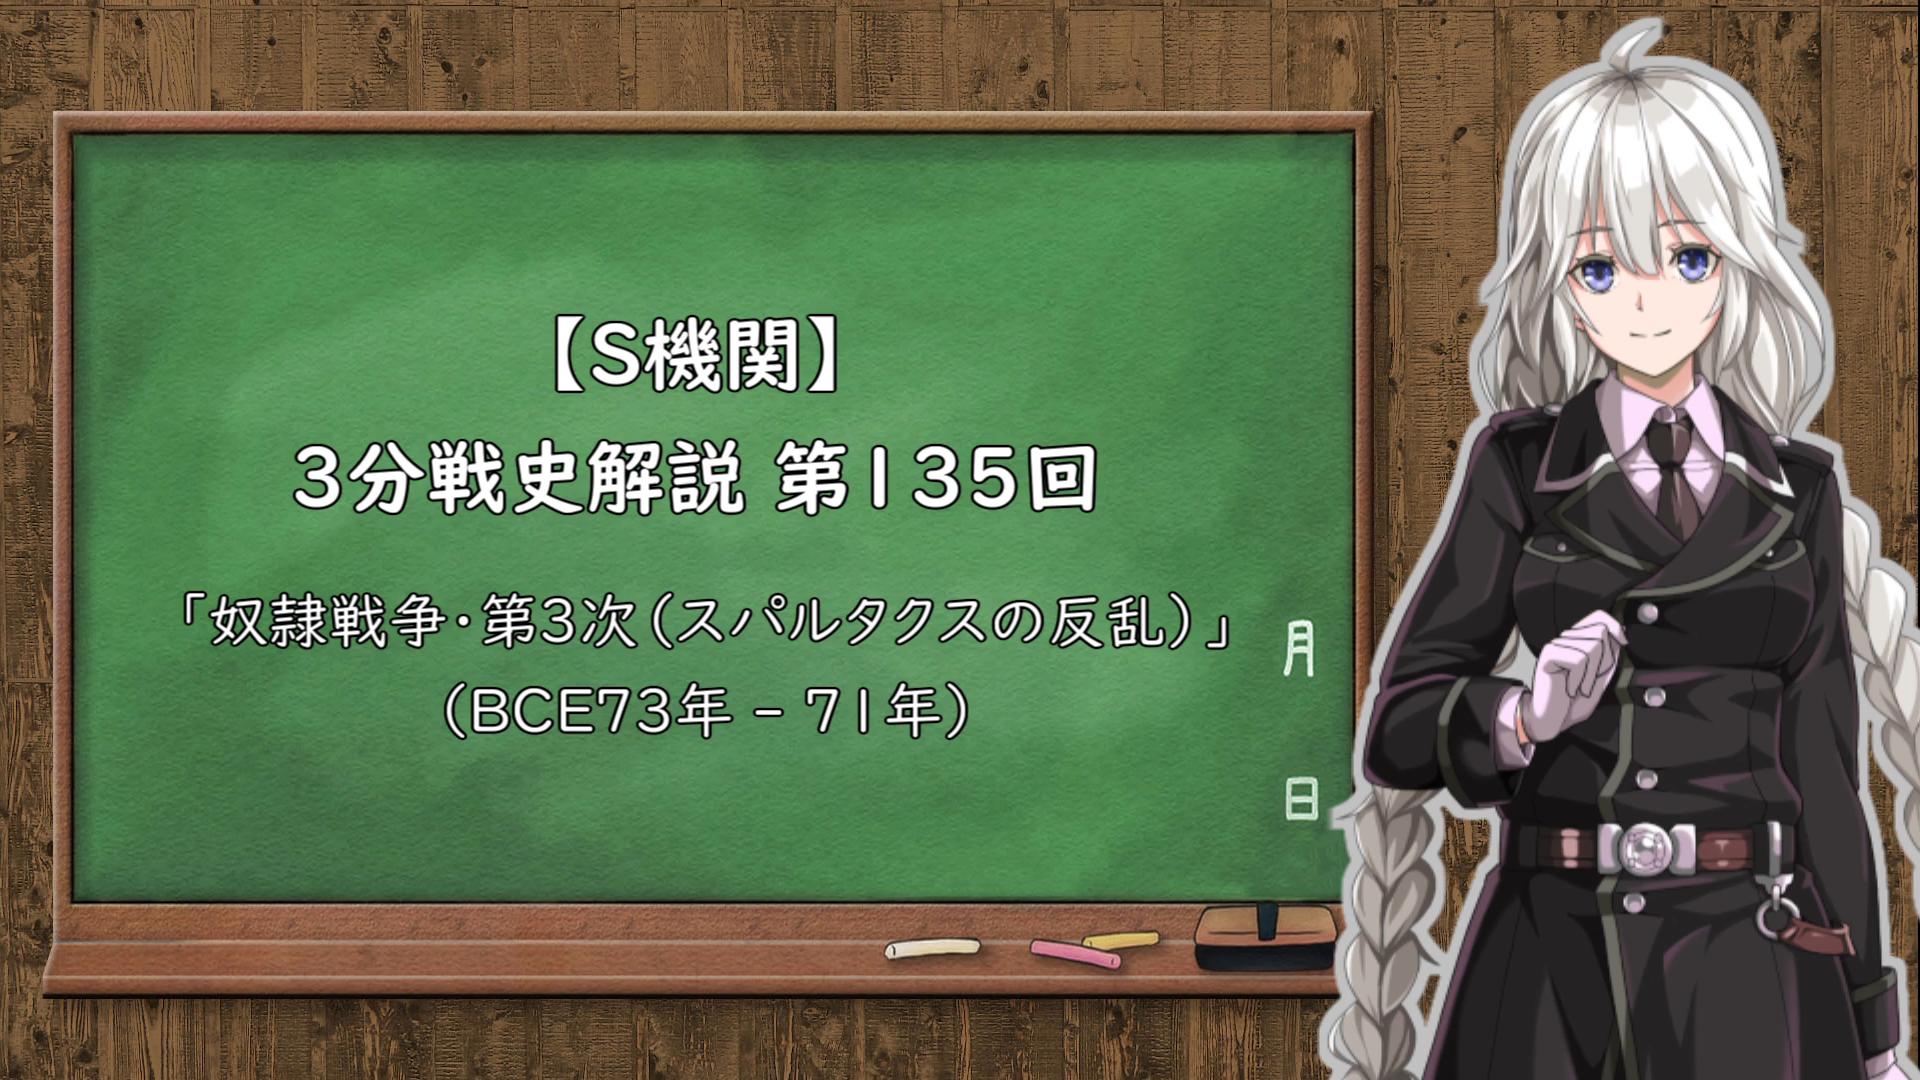 【S機関】
3分戦史解説 第135回
「奴隷戦争・第3次（スパルタクスの反乱）」
（BCE73年 – 71年）
月
日